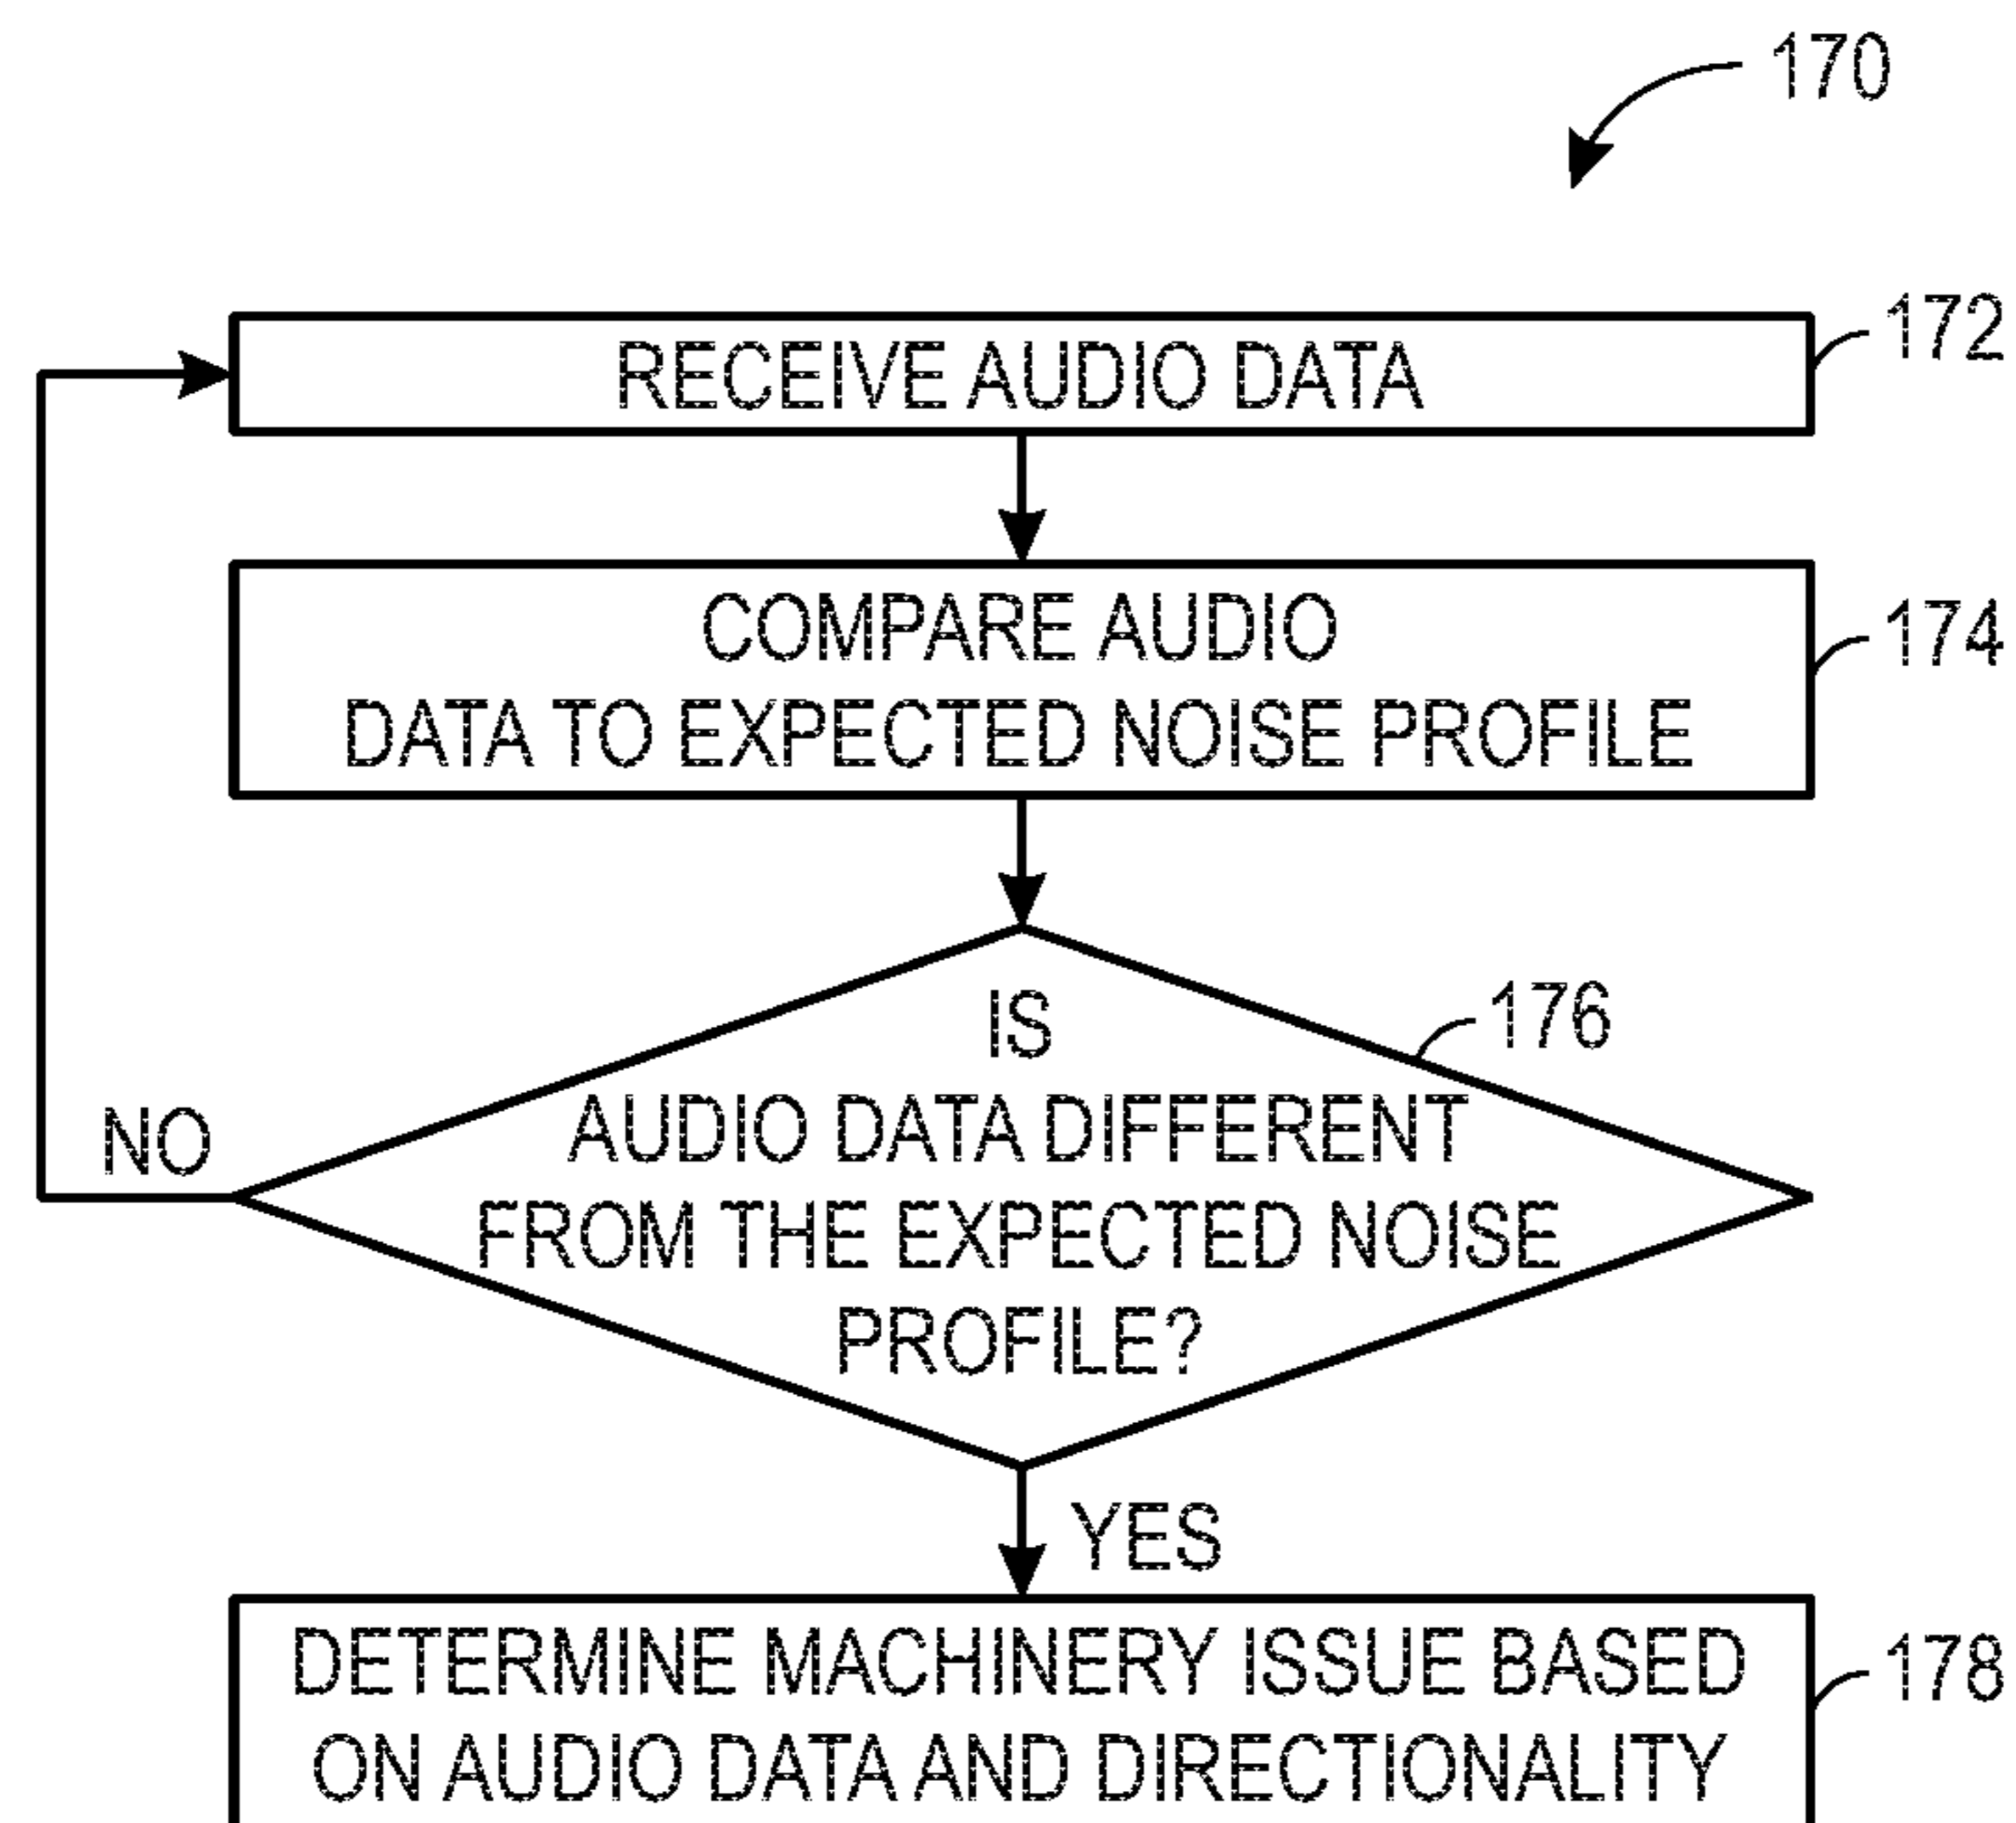 170
RECEIVE AUDIO DATA
172
COMPARE AUDIO
DATA TO EXPECTED NOISE PROFILE
174
IS
AUDIO DATA DIFFERENT
FROM THE EXPECTED NOISE
PROFILE?
176
NO
YES
DETERMINE MACHINERY ISSUE BASED
ON AUDIO DATA AND DIRECTIONALITY
178